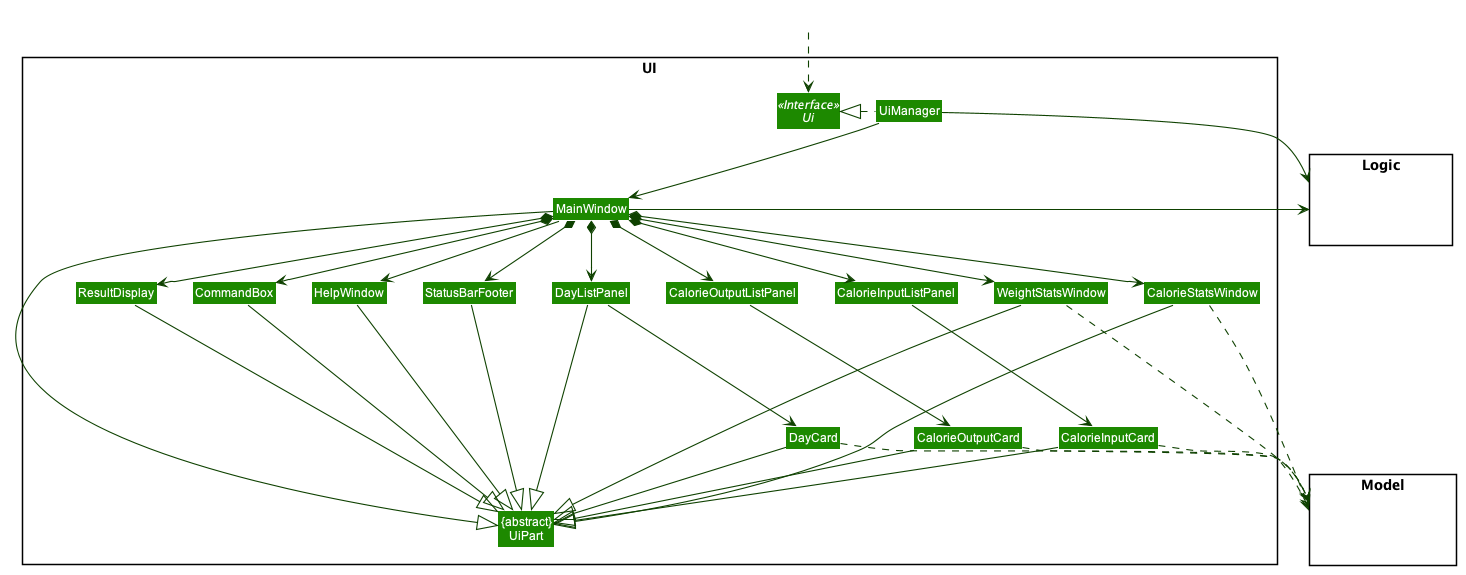 UI
«Interface»
Ui
UiManager
Logic
MainWindow
ResultDisplay
CommandBox
HelpWindow
StatusBarFooter
DayListPanel
CalorieOutputListPanel
CalorieInputListPanel
WeightStatsWindow
CalorieStatsWindow
DayCard
CalorieOutputCard
CalorieInputCard
Model
{abstract}
UiPart